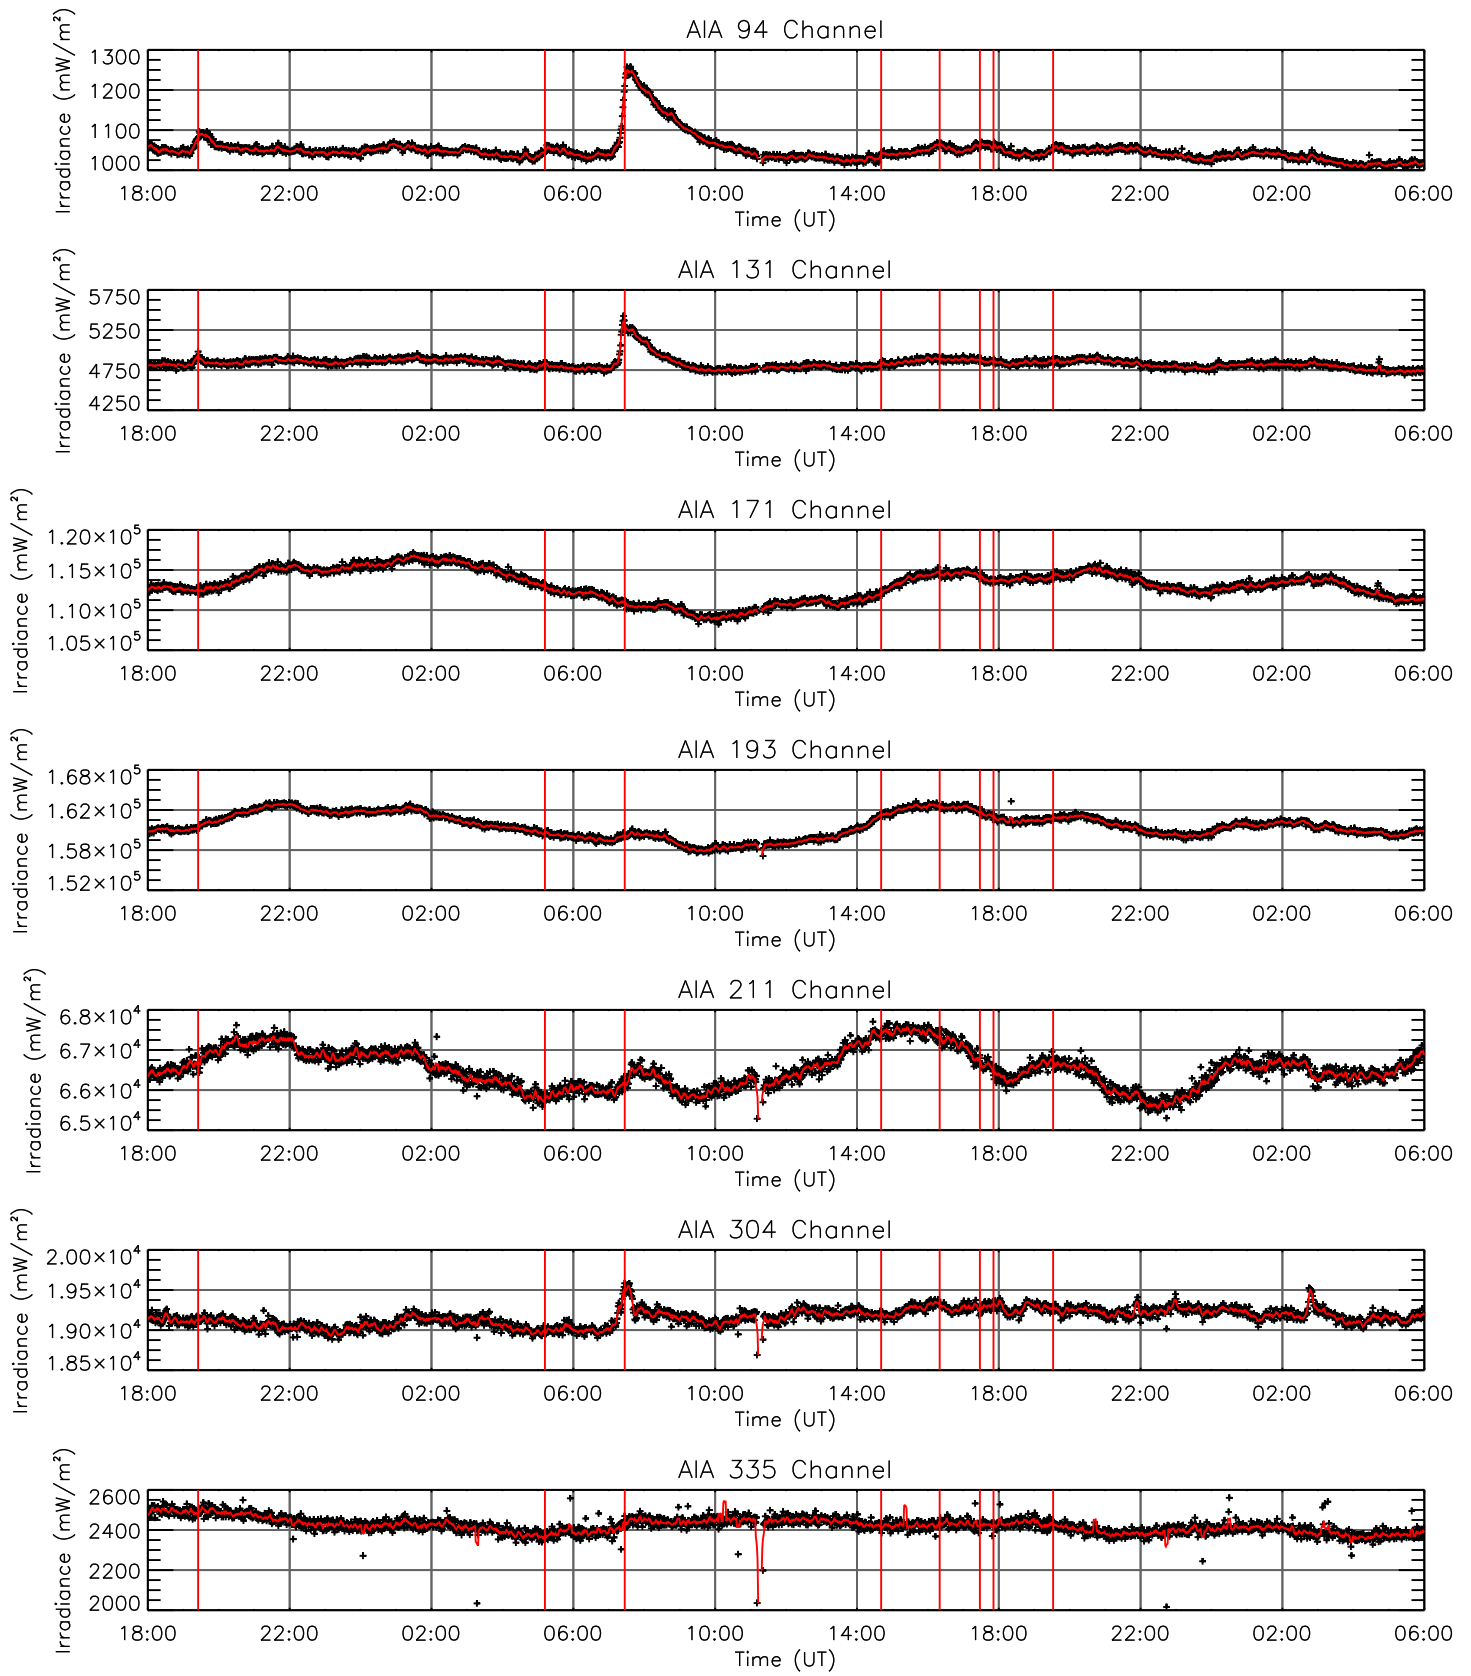 AIA 94 Channel
Irradiance (mW/m²)
1300
1200
1100
1000
18:00 22:00 02:00 06:00 10:00 14:00 18:00 22:00 02:00 06:00
Time (UT)
AIA 131 Channel
Irradiance (mW/m²)
5750
5250
4750
4250
18:00 22:00 02:00 06:00 10:00 14:00 18:00 22:00 02:00 06:00
Time (UT)
AIA 171 Channel
Irradiance (mW/m²)
1.20×10⁵
1.15×10⁵
1.10×10⁵
1.05×10⁵
18:00 22:00 02:00 06:00 10:00 14:00 18:00 22:00 02:00 06:00
Time (UT)
AIA 193 Channel
Irradiance (mW/m²)
1.68×10⁵
1.62×10⁵
1.58×10⁵
1.52×10⁵
18:00 22:00 02:00 06:00 10:00 14:00 18:00 22:00 02:00 06:00
Time (UT)
AIA 211 Channel
Irradiance (mW/m²)
6.8×10⁴
6.7×10⁴
6.6×10⁴
6.5×10⁴
18:00 22:00 02:00 06:00 10:00 14:00 18:00 22:00 02:00 06:00
Time (UT)
AIA 304 Channel
Irradiance (mW/m²)
2.00×10⁴
1.95×10⁴
1.90×10⁴
1.85×10⁴
18:00 22:00 02:00 06:00 10:00 14:00 18:00 22:00 02:00 06:00
Time (UT)
AIA 335 Channel
Irradiance (mW/m²)
2600
2400
2200
2000
18:00 22:00 02:00 06:00 10:00 14:00 18:00 22:00 02:00 06:00
Time (UT)